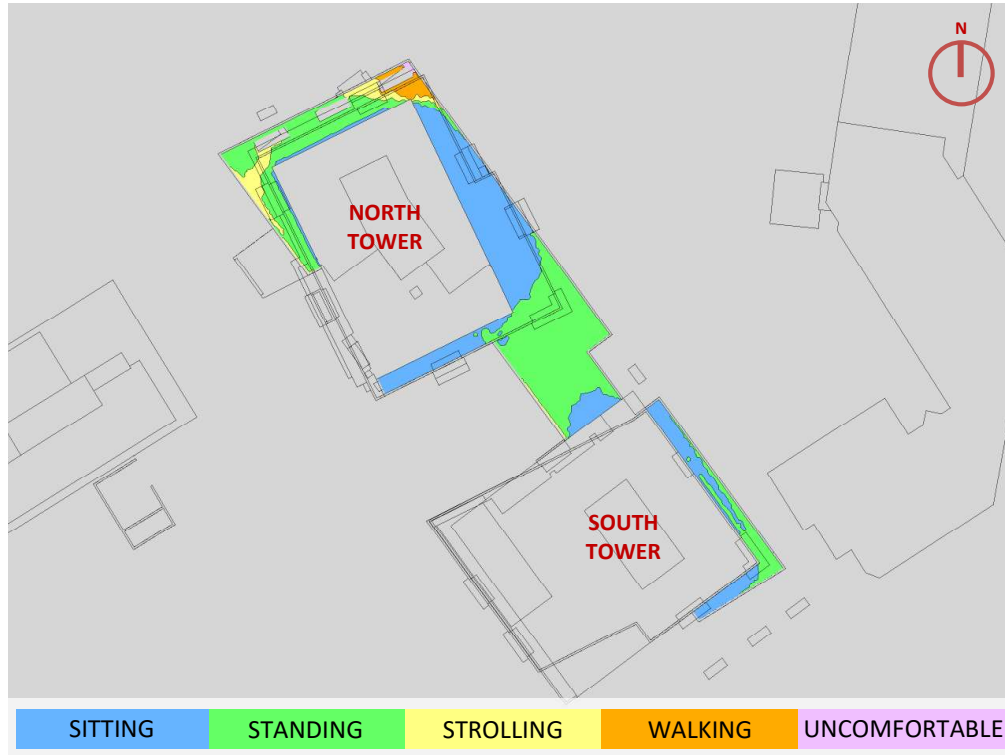 N
NORTH
TOWER
SOUTH
TOWER
SITTING STANDING STROLLING WALKING UNCOMFORTABLE